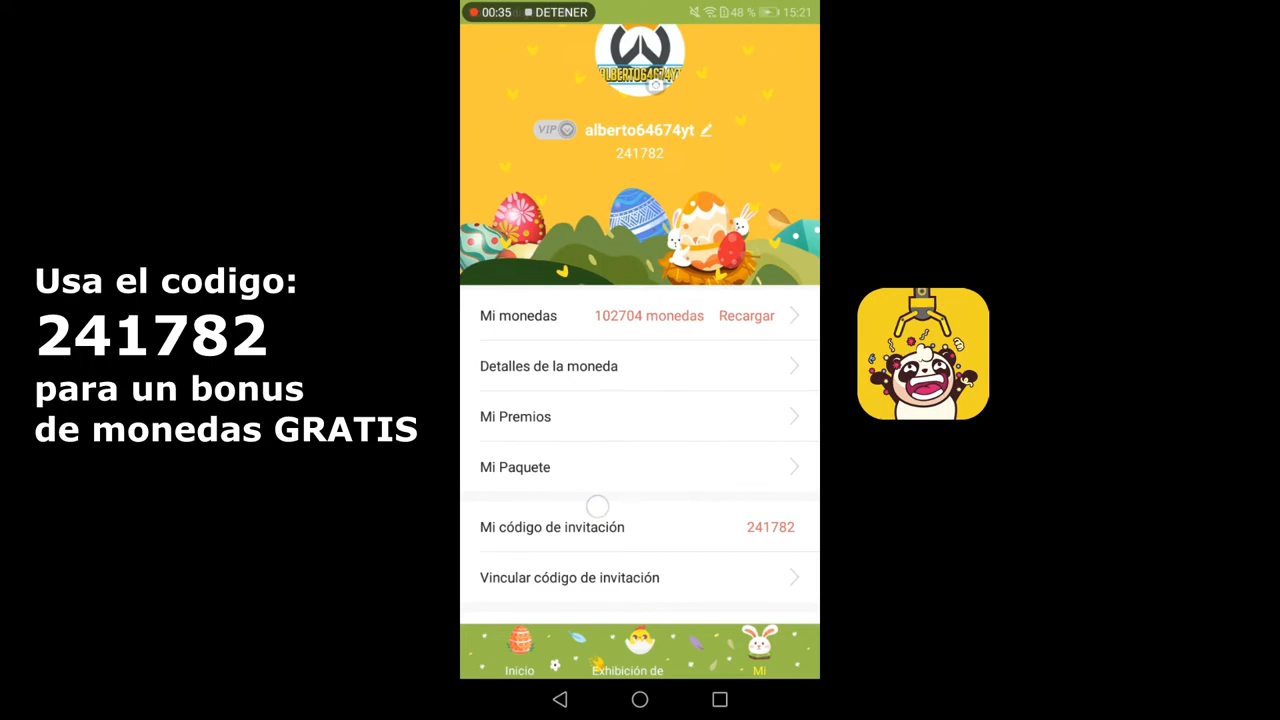 00:35 DETENER
48 % 15:21
ALBERTO64674YT
VIP alberto64674yt
241782
Usa el codigo:
241782
para un bonus
de monedas GRATIS
Mi monedas 102704 monedas Recargar
Detalles de la moneda
Mi Premios
Mi Paquete
Mi código de invitación 241782
Vincular código de invitación
Inicio Exhibición de Mi